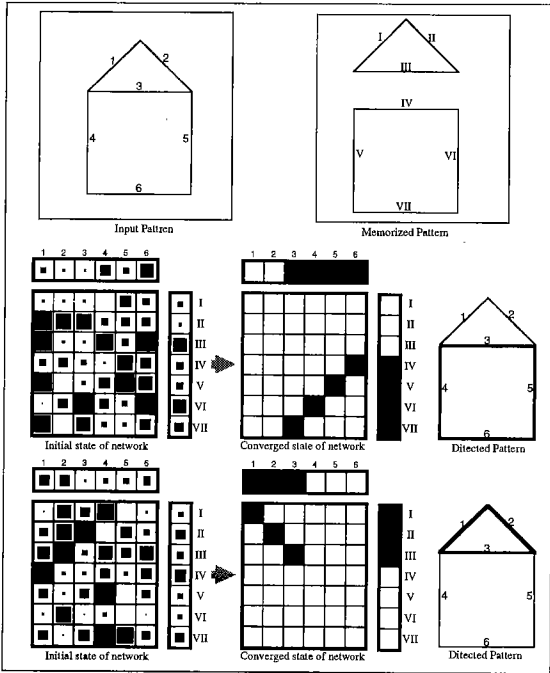 1 2
3
4 5
6
Input Pattren
I II
III
IV
V VI
VII
Memorized Pattern
1 2 3 4 5 6
I
II
III
IV
V
VI
VII
Initial state of network
1 2 3 4 5 6
I
II
III
IV
V
VI
VII
Converged state of network
1 2
3
4 5
6
Ditected Pattern
1 2 3 4 5 6
I
II
III
IV
V
VI
VII
Initial state of network
1 2 3 4 5 6
I
II
III
IV
V
VI
VII
Converged state of network
1 2
3
4 5
6
Ditected Pattern